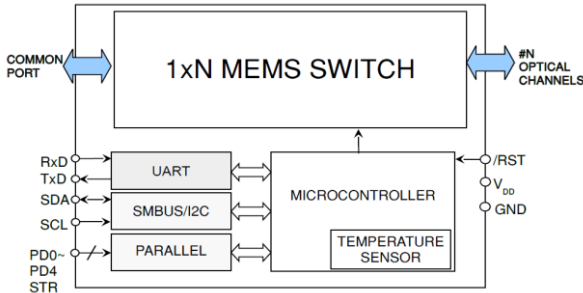 COMMON
PORT
1xN MEMS SWITCH
#N
OPTICAL
CHANNELS
RxD
TxD
UART
SDA
SCL
SMBUS/I2C
PD0~
PD4
STR
PARALLEL
MICROCONTROLLER
TEMPERATURE
SENSOR
/RST
VDD
GND